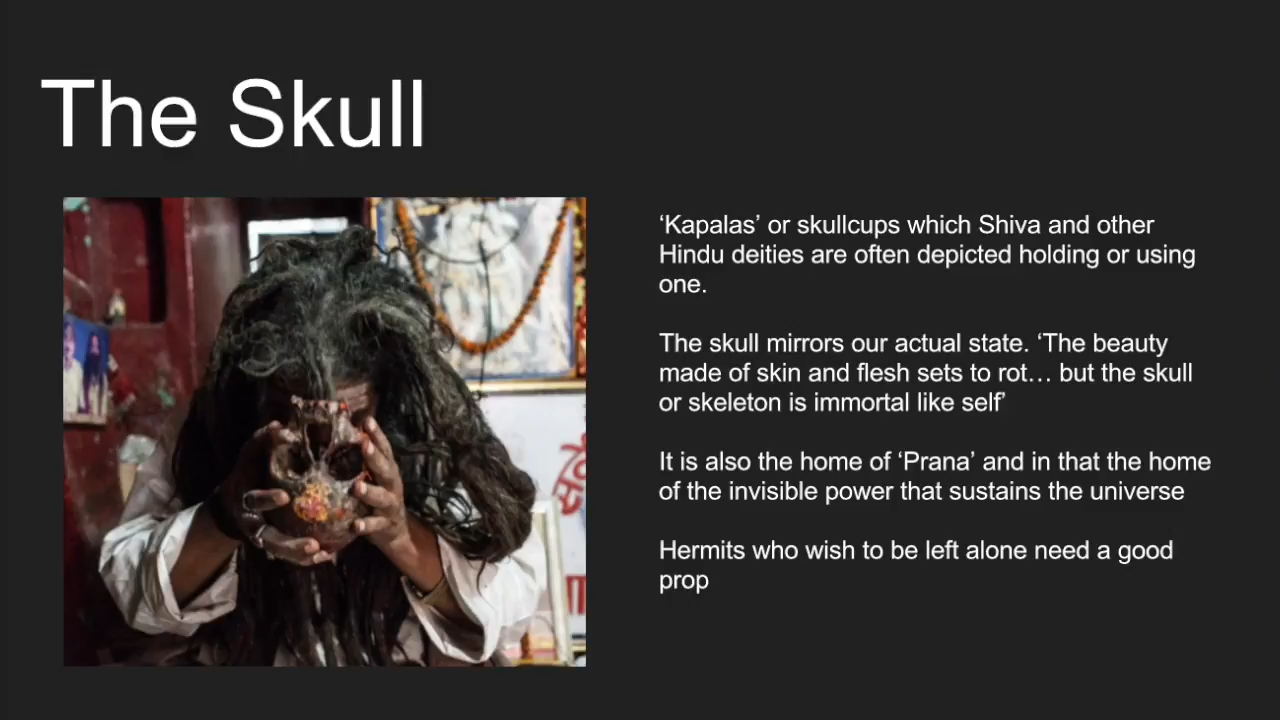 The Skull
‘Kapalas’ or skullcups which Shiva and other
Hindu deities are often depicted holding or using
one.
The skull mirrors our actual state. ‘The beauty
made of skin and flesh sets to rot… but the skull
or skeleton is immortal like self’
It is also the home of ‘Prana’ and in that the home
of the invisible power that sustains the universe
Hermits who wish to be left alone need a good
prop